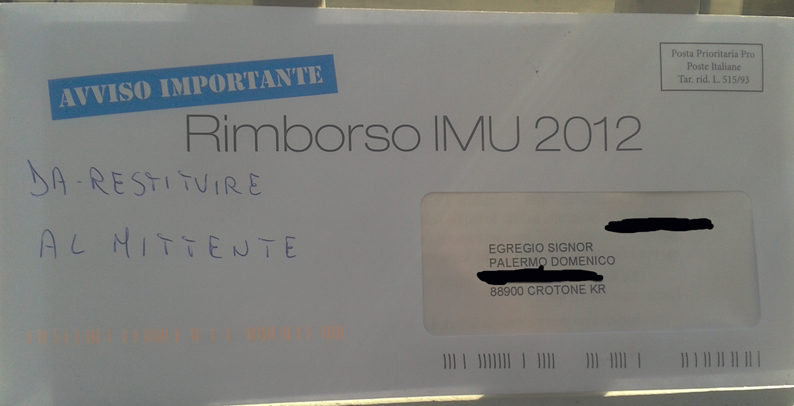 AVVISO IMPORTANTE
Posta Prioritaria Pro
Poste Italiane
Tar. rid. L. 515/93
Rimborso IMU 2012
DA-RESTITUIRE
AL MITTENTE
EGREGIO SIGNOR
PALERMO DOMENICO
88900 CROTONE KR